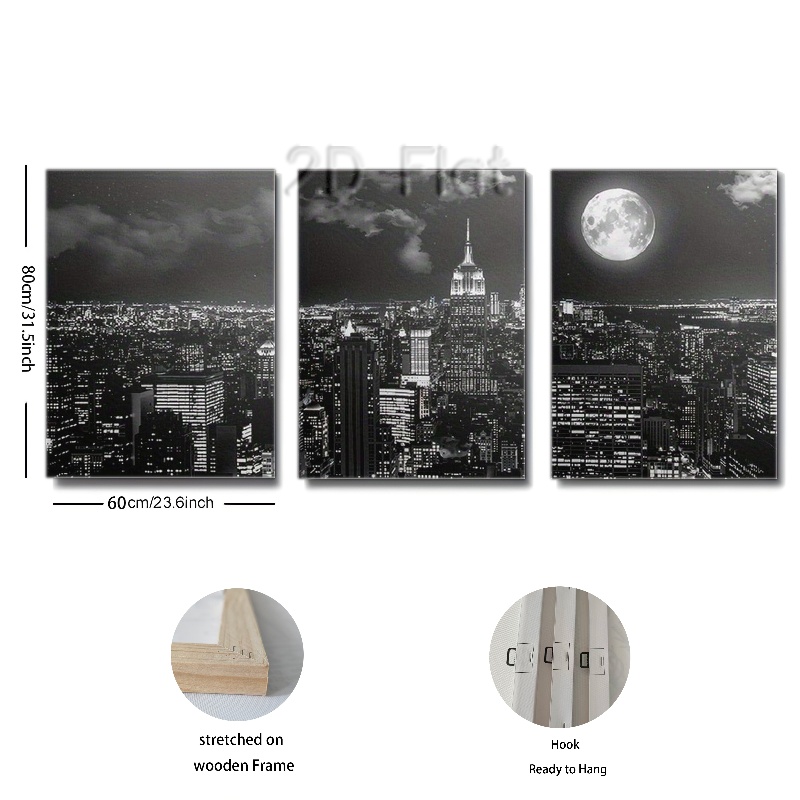 2D Flat
80cm/31.5inch
60cm/23.6inch
stretched on
wooden Frame
Hook
Ready to Hang